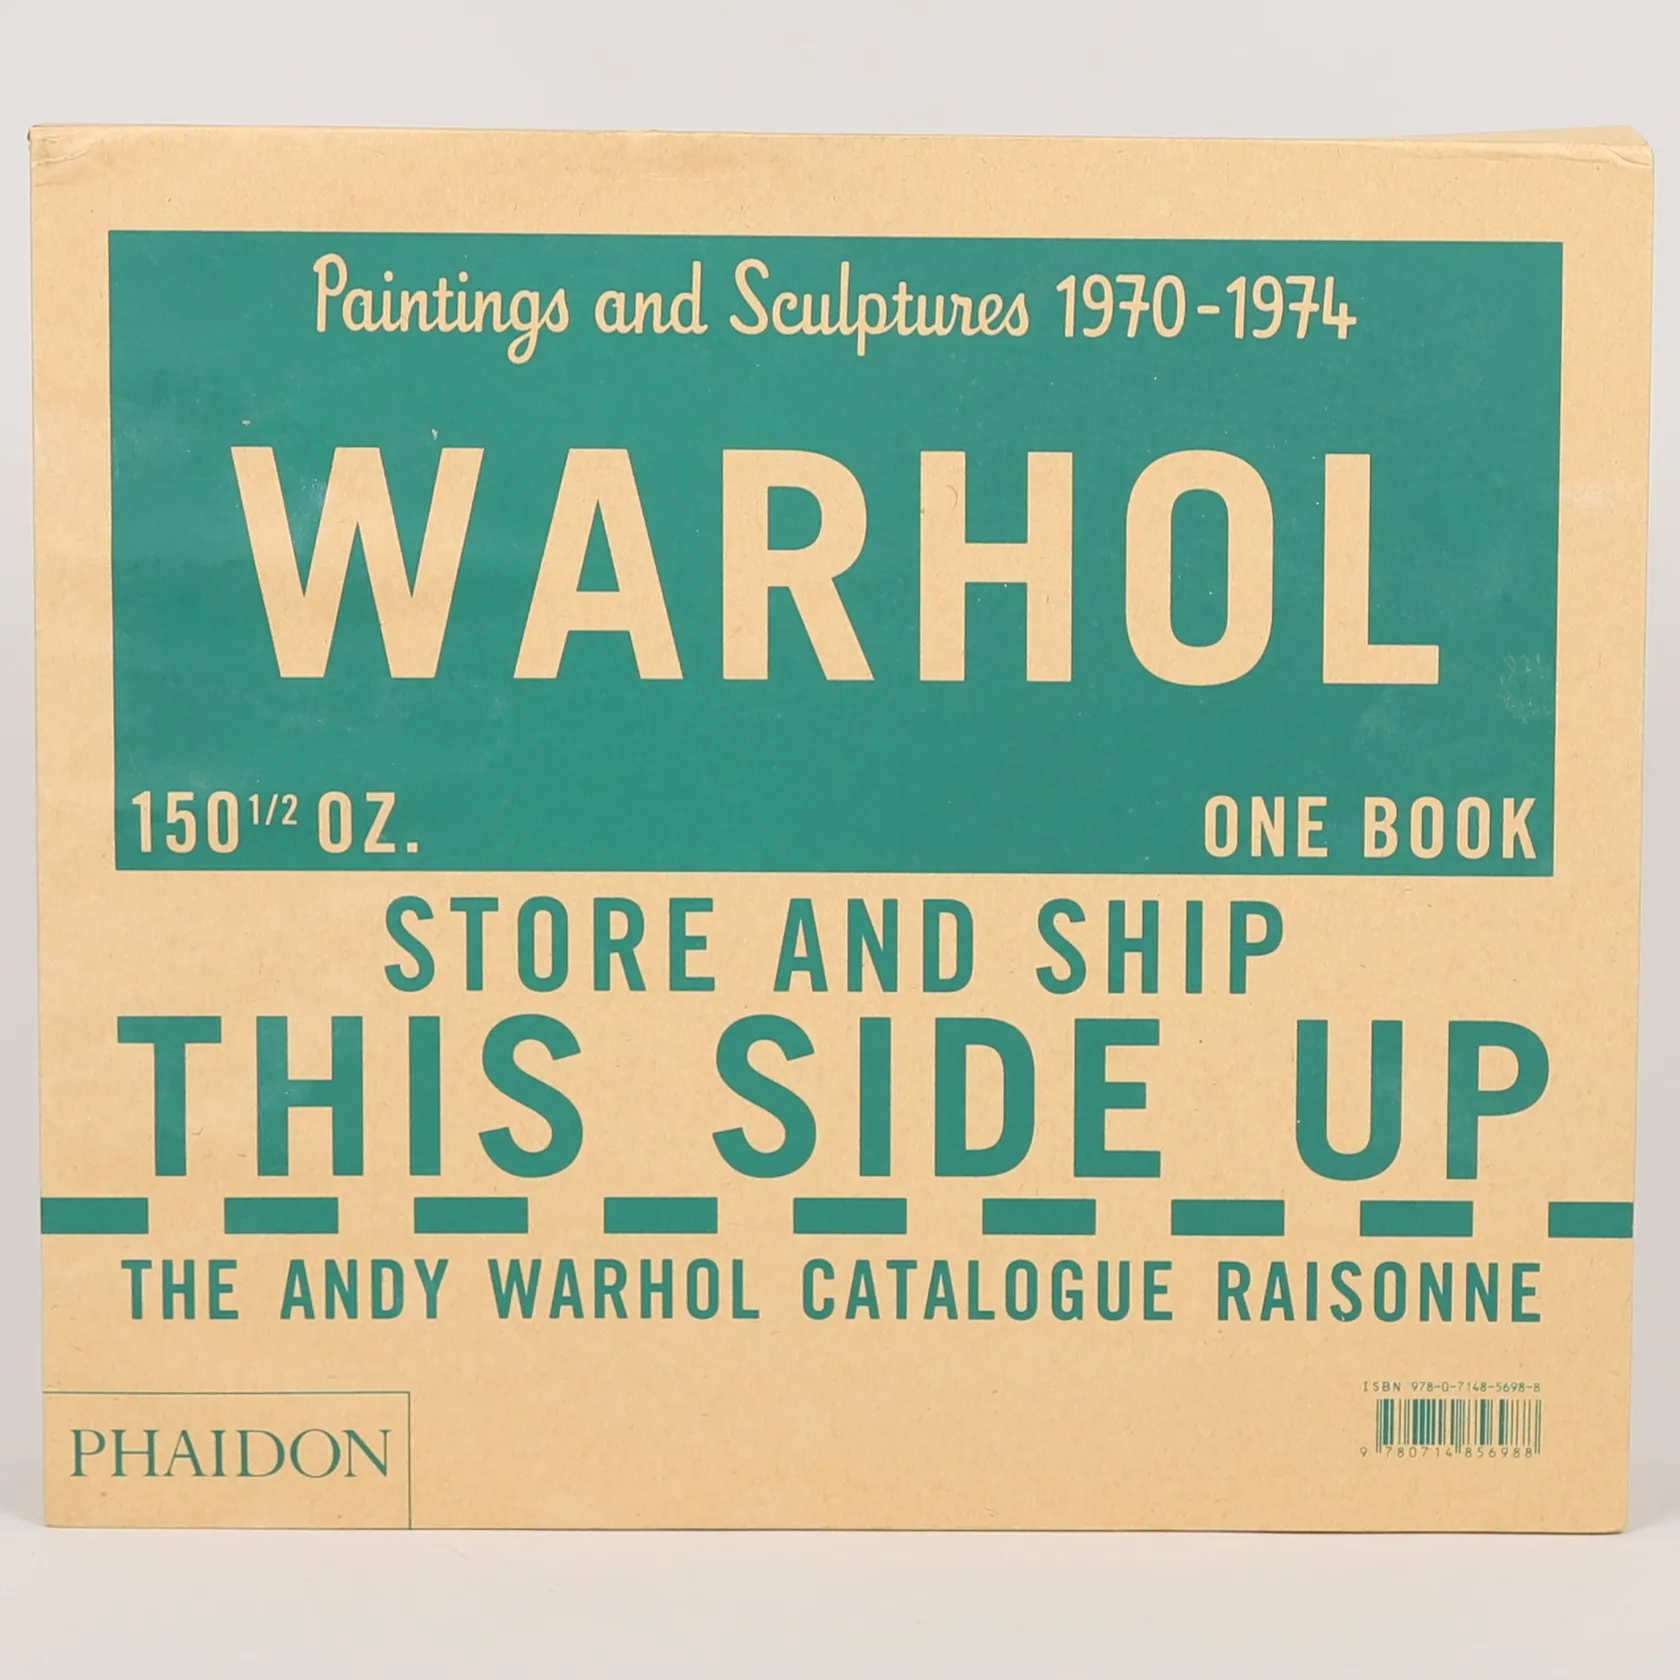 Paintings and Sculptures 1970-1974
WARHOL
150 1/2 OZ. ONE BOOK
STORE AND SHIP
THIS SIDE UP
THE ANDY WARHOL CATALOGUE RAISONNE
ISBN 978-0-7148-5698-8
9 780714 856988
PHAIDON